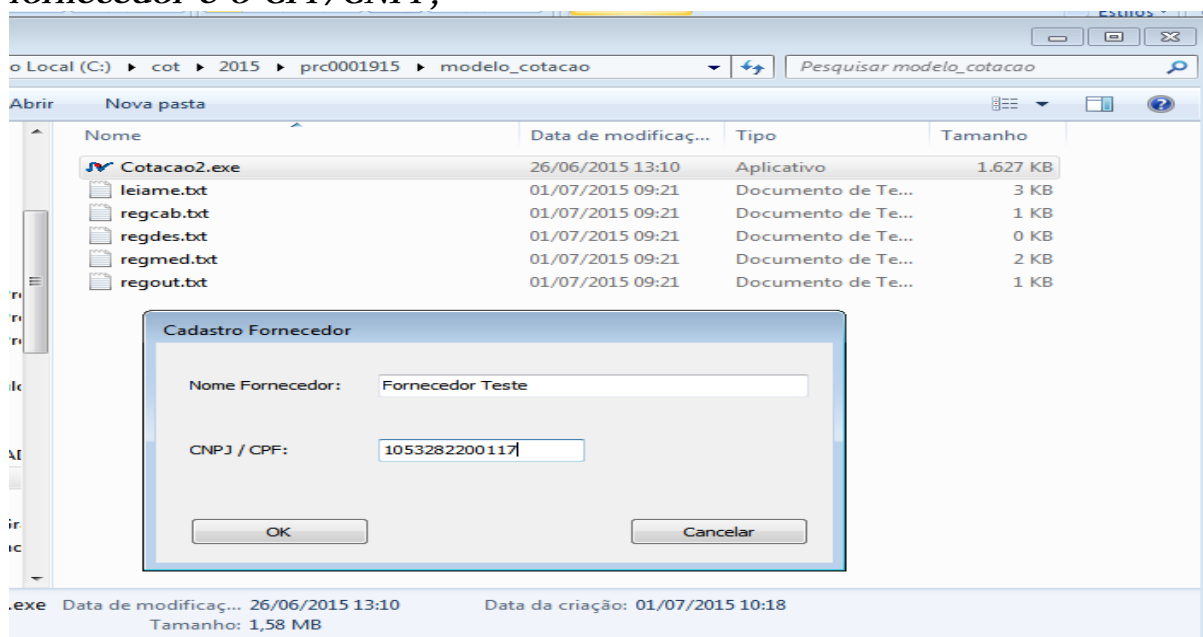 fornecedor e o CPF/CNPJ;
Estilos
o Local (C:) ▸ cot ▸ 2015 ▸ prc0001915 ▸ modelo_cotacao
Pesquisar modelo_cotacao
Abrir Nova pasta
Nome Data de modificaç... Tipo Tamanho
Cotacao2.exe 26/06/2015 13:10 Aplicativo 1.627 KB
leiame.txt 01/07/2015 09:21 Documento de Te... 3 KB
regcab.txt 01/07/2015 09:21 Documento de Te... 1 KB
regdes.txt 01/07/2015 09:21 Documento de Te... 0 KB
regmed.txt 01/07/2015 09:21 Documento de Te... 2 KB
regout.txt 01/07/2015 09:21 Documento de Te... 1 KB
Cadastro Fornecedor
Nome Fornecedor: Fornecedor Teste
CNPJ / CPF: 1053282200117
OK Cancelar
.exe Data de modificaç... 26/06/2015 13:10 Data da criação: 01/07/2015 10:18
Tamanho: 1,58 MB